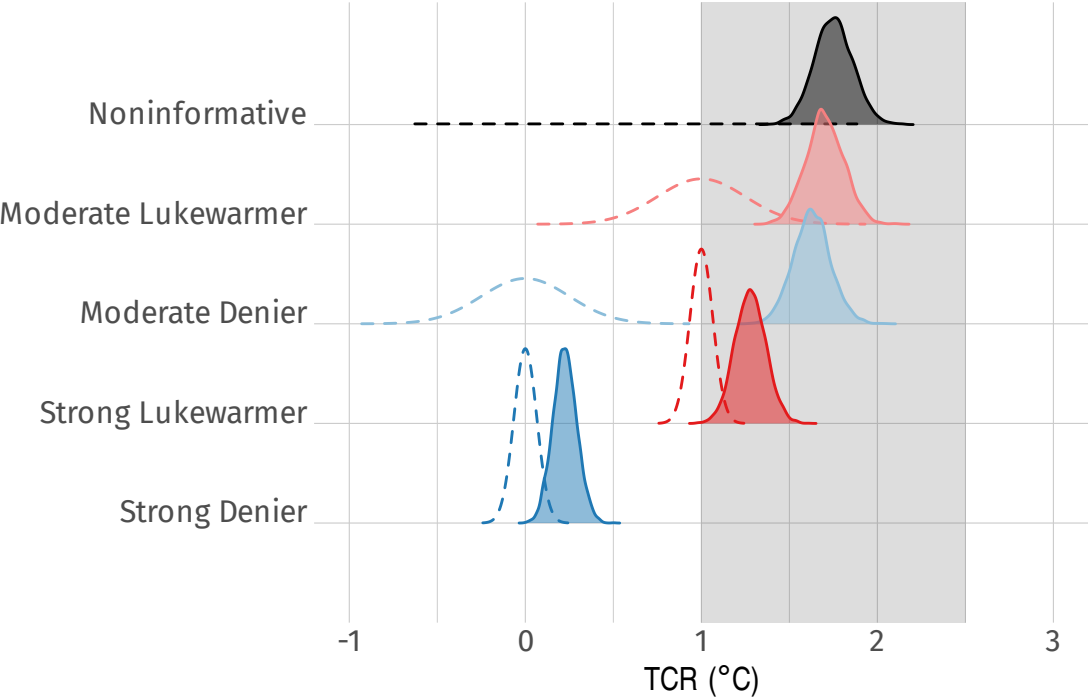 Noninformative
Moderate Lukewarmer
Moderate Denier
Strong Lukewarmer
Strong Denier
-1 0 1 2 3
TCR (°C)